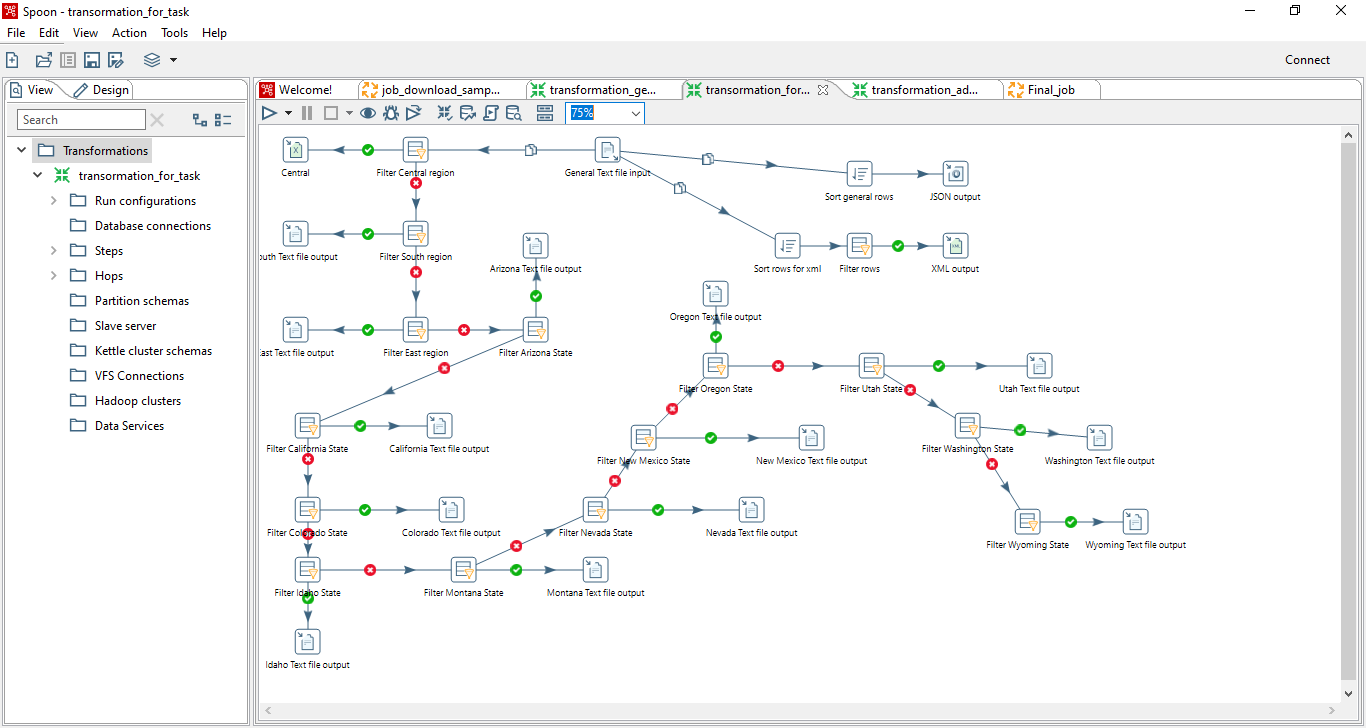 Spoon - transormation_for_task
File Edit View Action Tools Help
Connect
View Design
Welcome! job_download_samp... transformation_ge... transormation_for... transformation_ad... Final_job
Search
75%
Transformations
transormation_for_task
Run configurations
Database connections
Steps
Hops
Partition schemas
Slave server
Kettle cluster schemas
VFS Connections
Hadoop clusters
Data Services
Central
Filter Central region
General Text file input
Sort general rows
JSON output
outh Text file output
Filter South region
Arizona Text file output
Sort rows for xml
Filter rows
XML output
Oregon Text file output
ast Text file output
Filter East region
Filter Arizona State
Filter Oregon State
Filter Utah State
Utah Text file output
Filter California State
California Text file output
Filter New Mexico State
New Mexico Text file output
Filter Washington State
Washington Text file output
Filter Colorado State
Colorado Text file output
Filter Nevada State
Nevada Text file output
Filter Wyoming State
Wyoming Text file output
Filter Idaho State
Filter Montana State
Montana Text file output
Idaho Text file output